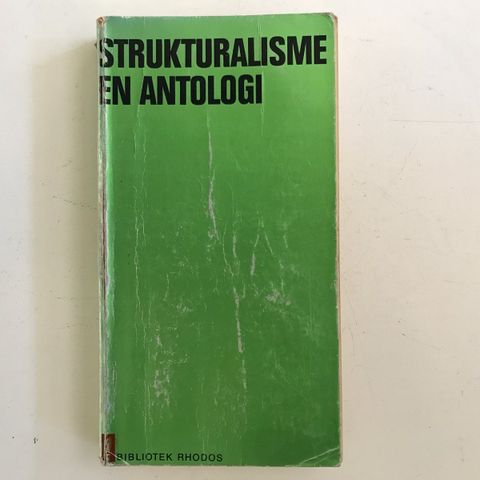 STRUKTURALISME
EN ANTOLOGI
BIBLIOTEK RHODOS